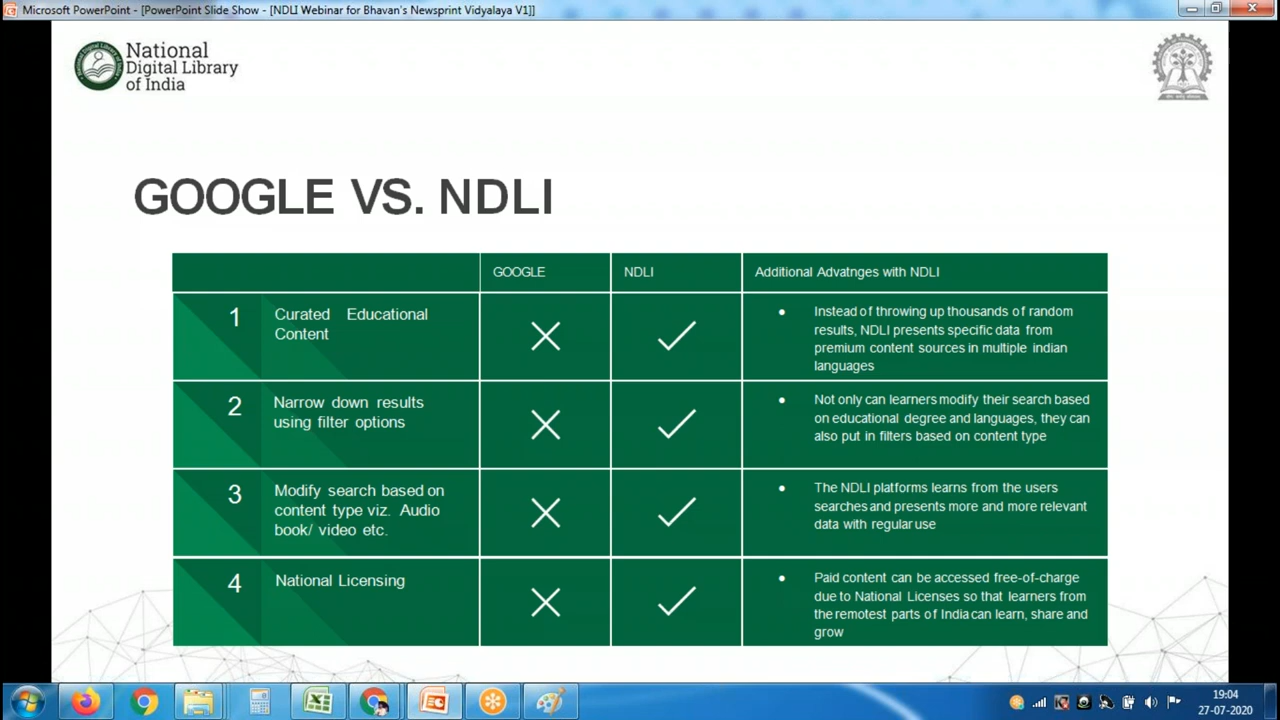 Microsoft PowerPoint - [PowerPoint Slide Show - [NDLI Webinar for Bhavan's Newsprint Vidyalaya V1]]
National
Digital Library
of India
GOOGLE VS. NDLI
GOOGLE
NDLI
Additional Advatnges with NDLI
1
Curated Educational
Content
Instead of throwing up thousands of random
results, NDLI presents specific data from
premium content sources in multiple indian
languages
2
Narrow down results
using filter options
Not only can learners modify their search based
on educational degree and languages, they can
also put in filters based on content type
3
Modify search based on
content type viz. Audio
book/ video etc.
The NDLI platforms learns from the users
searches and presents more and more relevant
data with regular use
4
National Licensing
Paid content can be accessed free-of-charge
due to National Licenses so that learners from
the remotest parts of India can learn, share and
grow
19:04
27-07-2020